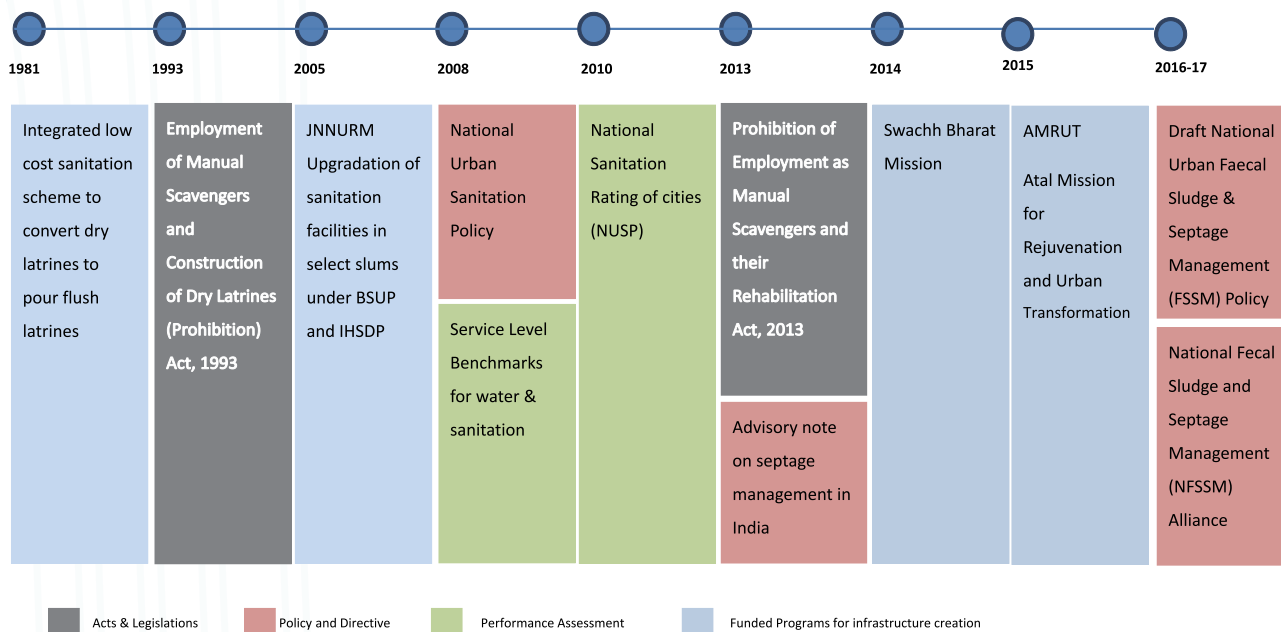 1981
1993
2005
2008
2010
2013
2014
2015
2016-17
Integrated low
cost sanitation
scheme to
convert dry
latrines to
pour flush
latrines
Employment
of Manual
Scavengers
and
Construction
of Dry Latrines
(Prohibition)
Act, 1993
JNNURM
Upgradation of
sanitation
facilities in
select slums
under BSUP
and IHSDP
National
Urban
Sanitation
Policy
Service Level
Benchmarks
for water &
sanitation
National
Sanitation
Rating of cities
(NUSP)
Prohibition of
Employment as
Manual
Scavengers and
their
Rehabilitation
Act, 2013
Advisory note
on septage
management in
India
Swachh Bharat
Mission
AMRUT
Atal Mission
for
Rejuvenation
and Urban
Transformation
Draft National
Urban Faecal
Sludge &
Septage
Management
(FSSM) Policy
National Fecal
Sludge and
Septage
Management
(NFSSM)
Alliance
Acts & Legislations
Policy and Directive
Performance Assessment
Funded Programs for infrastructure creation